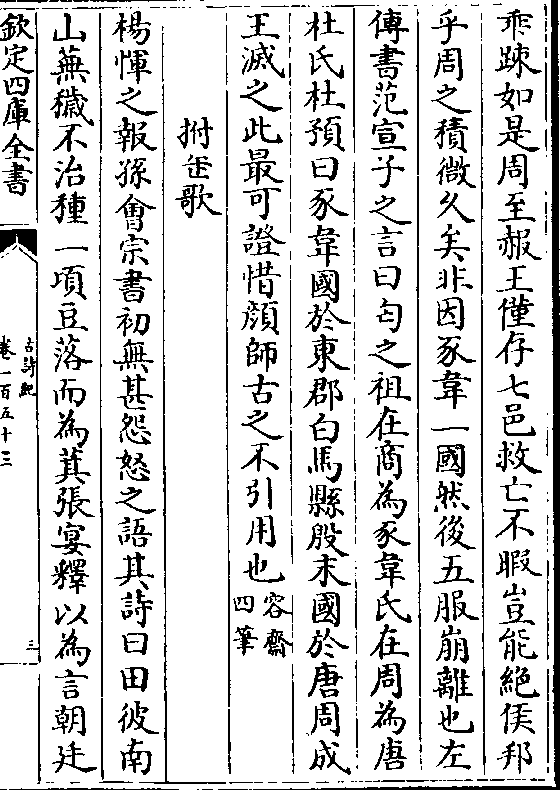 乖踈如是周至赧王僅存七邑救亡不暇豈能絶侯邦
乎周之積微久矣非因豕韋一國然後五服崩離也左
傳書范宣子之言曰匄之祖在商為豕韋氏在周為唐
杜氏杜預曰豕韋國於東郡白馬縣殷末國於唐周成
王滅之此最可證惜顔師古之不引用也容齋四筆
拊缶歌
楊惲之報孫會宗書初無甚怨怒之語其詩曰田彼南
山蕪穢不治種一頃豆落而為萁張宴釋以為言朝廷
欽定四庫全書
古詩紀
卷一百五十三
三